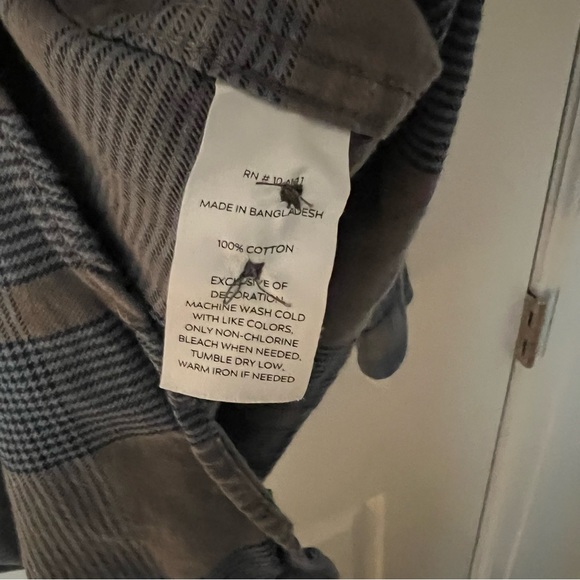 RN #
MADE IN BANGLADESH
100% COTTON
EXCLUSIVE OF
DECORATION
MACHINE WASH COLD
WITH LIKE COLORS,
ONLY NON-CHLORINE
BLEACH WHEN NEEDED.
TUMBLE DRY LOW,
WARM IRON IF NEEDED